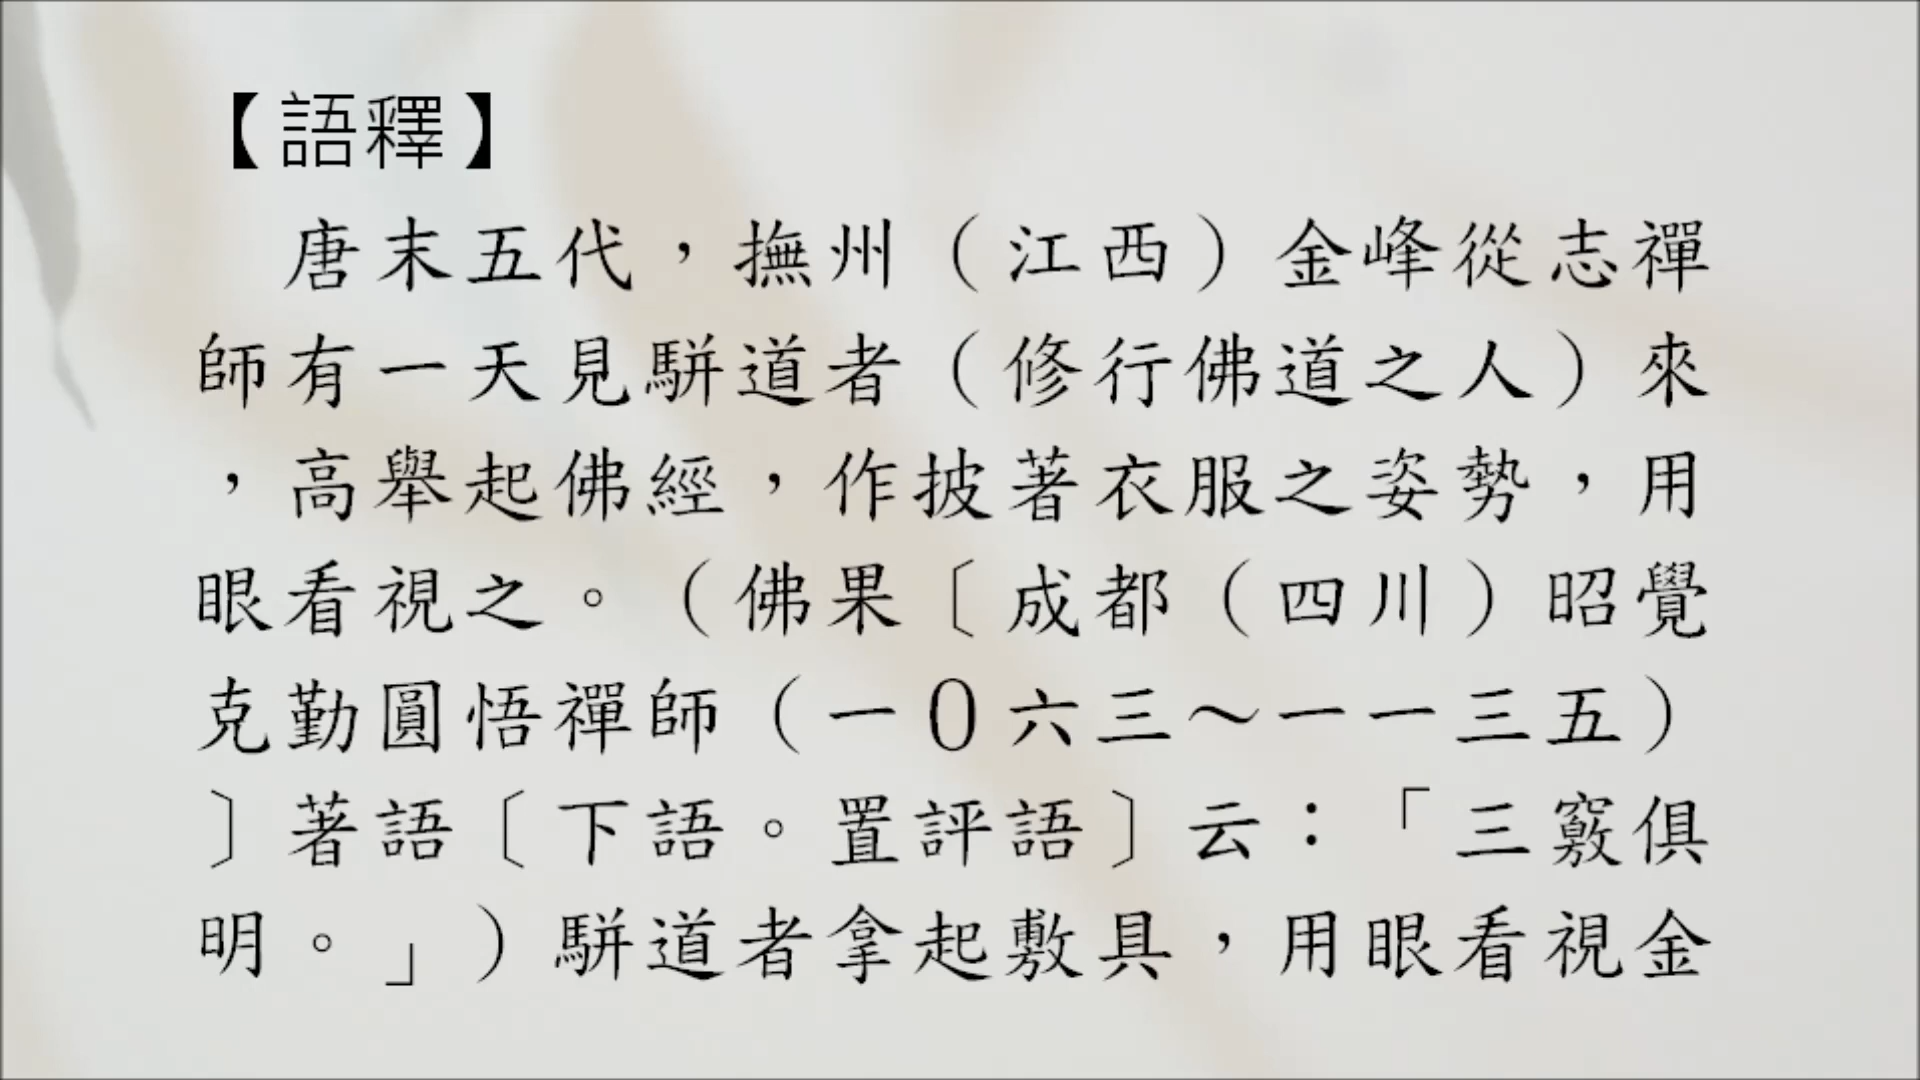 【語釋】
唐末五代，撫州（江西）金峰從志禪
師有一天見駢道者（修行佛道之人）來
，高舉起佛經，作披著衣服之姿勢，用
眼看視之。（佛果〔成都（四川）昭覺
克勤圓悟禪師（一０六三～一一三五）
〕著語〔下語。置評語〕云：「三竅俱
明。」）駢道者拿起敷具，用眼看視金